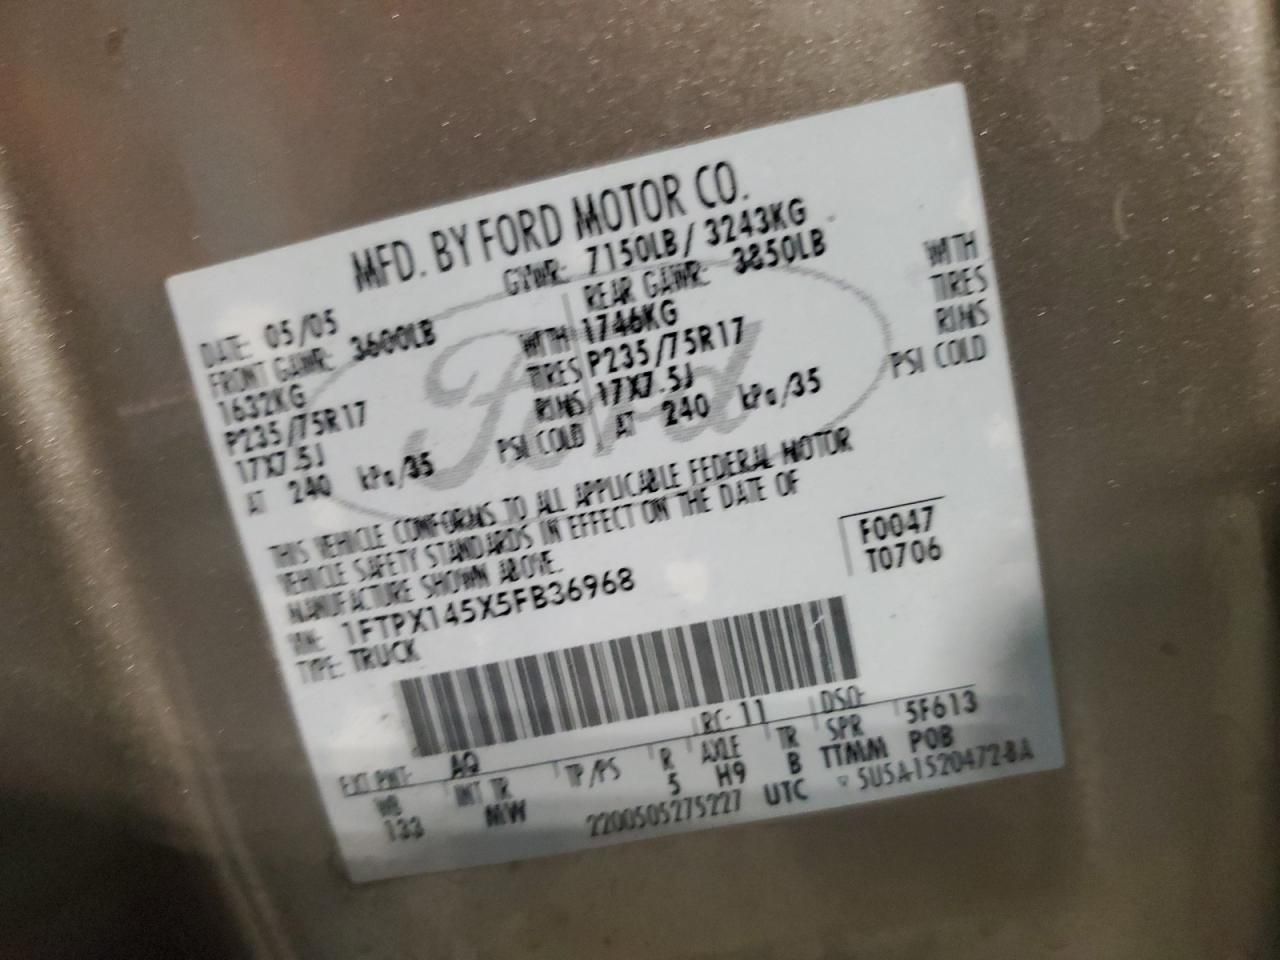 MFD. BY FORD MOTOR CO.
DATE: 05/05 GVWR: 7150LB/ 3243KG
FRONT GAWR: 3600LB REAR GAWR: 3850LB
1632KG WITH 1746KG WITH
P235/75R17 TIRES P235/75R17 TIRES
17X7.5J RIMS 17X7.5J RIMS
AT 240 kPa/35 PSI COLD AT 240 kPa/35 PSI COLD
THIS VEHICLE CONFORMS TO ALL APPLICABLE FEDERAL MOTOR
VEHICLE SAFETY STANDARDS IN EFFECT ON THE DATE OF
MANUFACTURE SHOWN ABOVE.
VIN: 1FTPX145X5FB36968
TYPE: TRUCK
F0047
T0706
EXT PNT: AQ RC: 11 DSO:
WB INT TR TP/PS R AXLE TR SPR 5F613
133 MW 5 H9 B TTMM POB
2200505275227 UTC ▽ 5U5A-1520472-BA
Ford